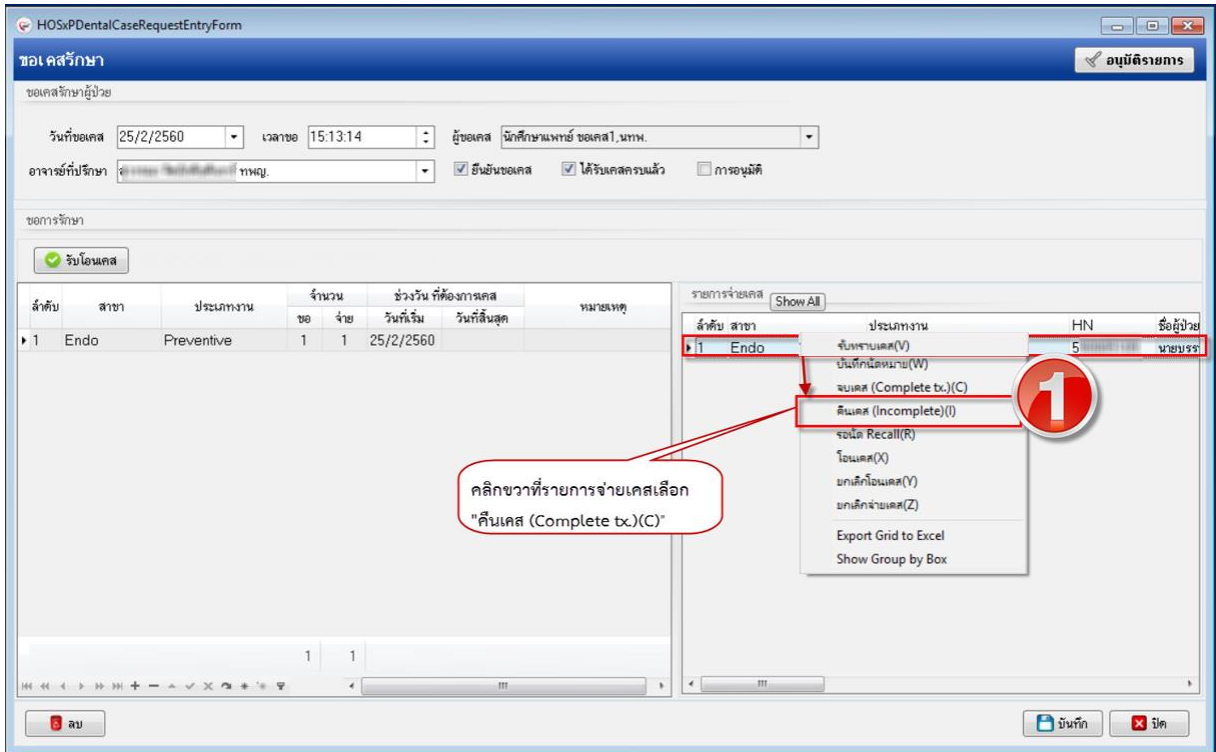 HOSxPDentalCaseRequestEntryForm
ขอเคสรักษา
อนุมัติรายการ
ขอเคสรักษาผู้ป่วย
วันที่ขอเคส 25/2/2560 เวลาขอ 15:13:14 ผู้ขอเคส นักศึกษาแพทย์ ขอเคส1,นทพ.
อาจารย์ที่ปรึกษา ทพญ. ยืนยันขอเคส ได้รับเคสครบแล้ว การอนุมัติ
ขอการรักษา
รับโอนเคส
ลำดับ สาขา ประเภทงาน จำนวน ช่วงวัน ที่ต้องการเคส หมายเหตุ
ขอ จ่าย วันที่เริ่ม วันที่สิ้นสุด
1 Endo Preventive 1 1 25/2/2560
1 1
รายการจ่ายเคส Show All
ลำดับ สาขา ประเภทงาน HN ชื่อผู้ป่วย
1 Endo 5 นายบรร
รับทราบเคส(V)
บันทึกนัดหมาย(W)
จบเคส (Complete tx.)(C)
คืนเคส (Incomplete)(I)
รอนัด Recall(R)
โอนเคส(X)
ยกเลิกโอนเคส(Y)
ยกเลิกจ่ายเคส(Z)
Export Grid to Excel
Show Group by Box
1
คลิกขวาที่รายการจ่ายเคสเลือก
"คืนเคส (Complete tx.)(C)"
ลบ
บันทึก
ปิด